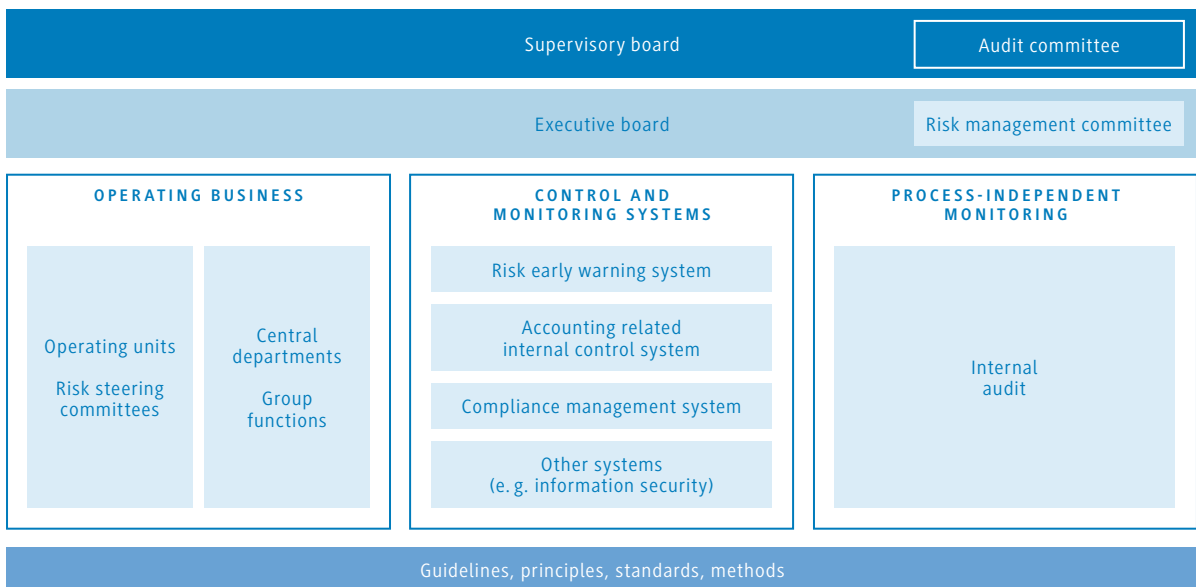 Supervisory board
Audit committee
Executive board
Risk management committee
OPERATING BUSINESS
Operating units
Risk steering
committees
Central
departments
Group
functions
CONTROL AND
MONITORING SYSTEMS
Risk early warning system
Accounting related
internal control system
Compliance management system
Other systems
(e. g. information security)
PROCESS-INDEPENDENT
MONITORING
Internal
audit
Guidelines, principles, standards, methods